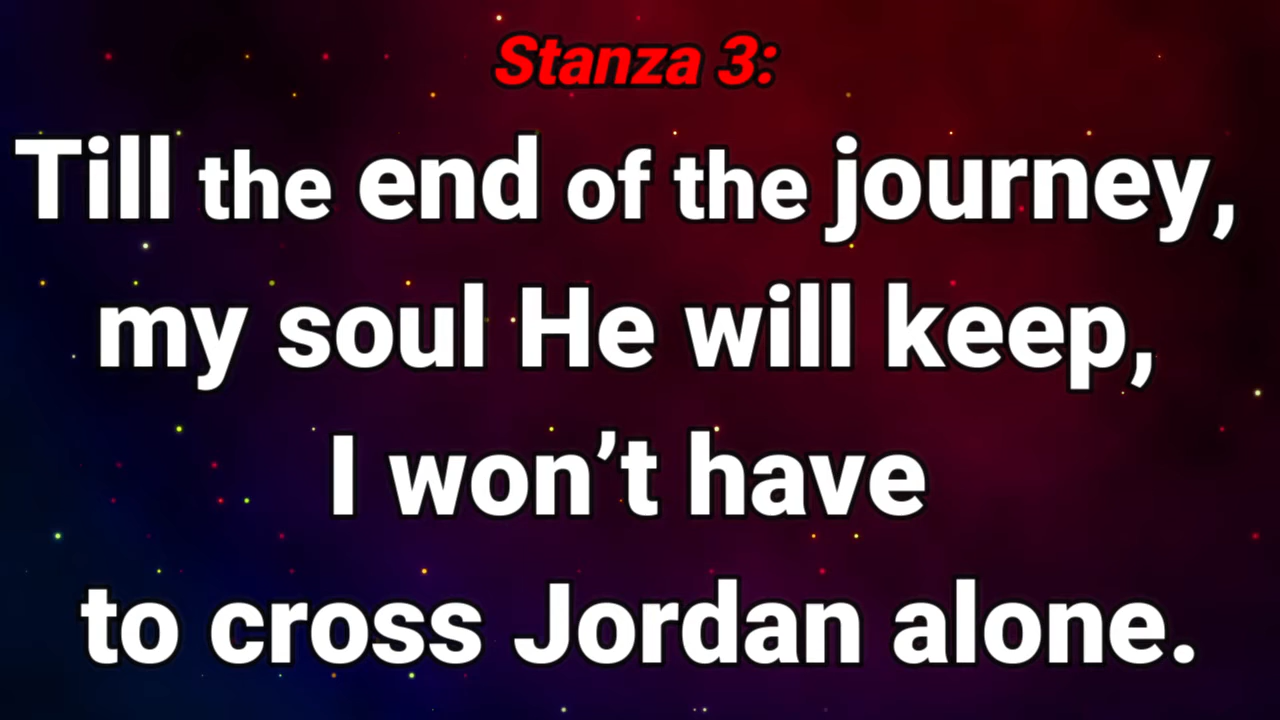 Stanza 3:
Till the end of the journey,
my soul He will keep,
I won’t have
to cross Jordan alone.